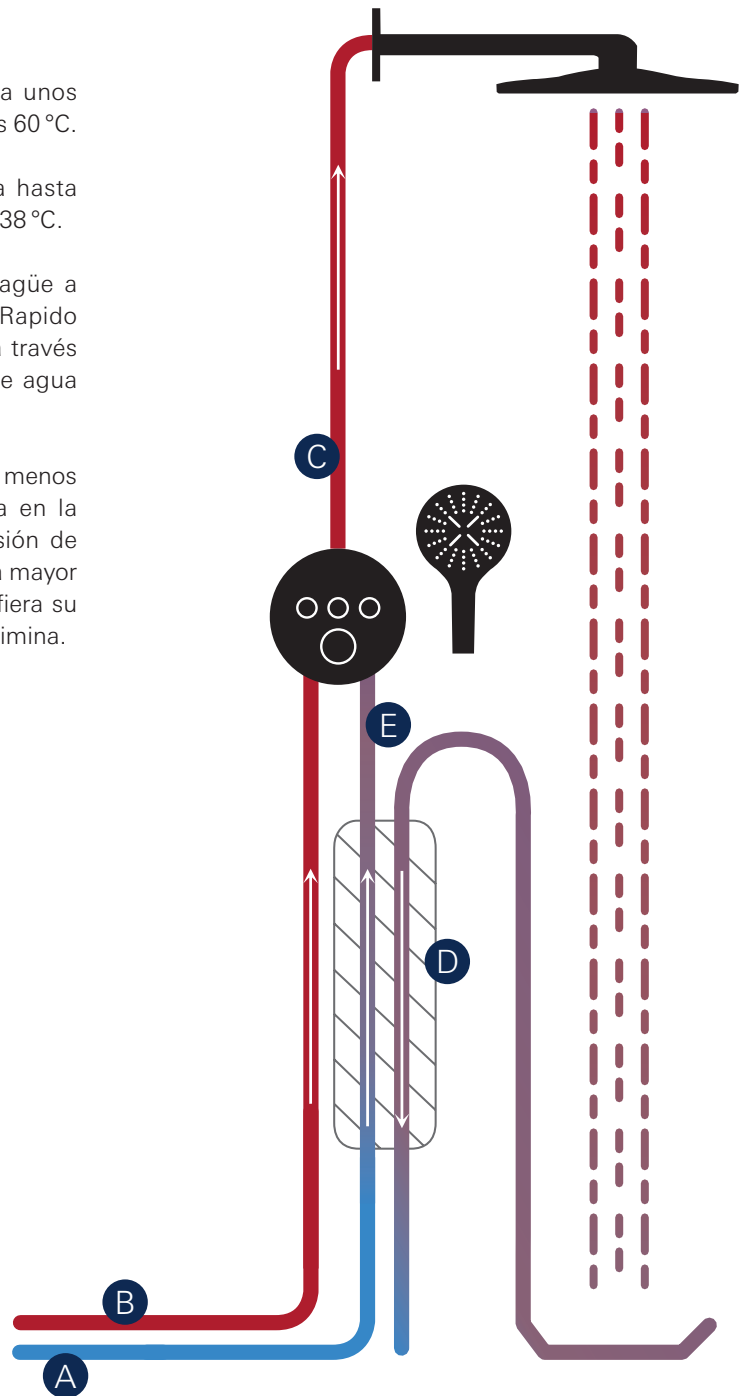 a unos
s 60 °C.
a hasta
38 °C.
agüe a
Rapido
a través
e agua
menos
a en la
sión de
a mayor
fiera su
imina.
C
E
D
B
A